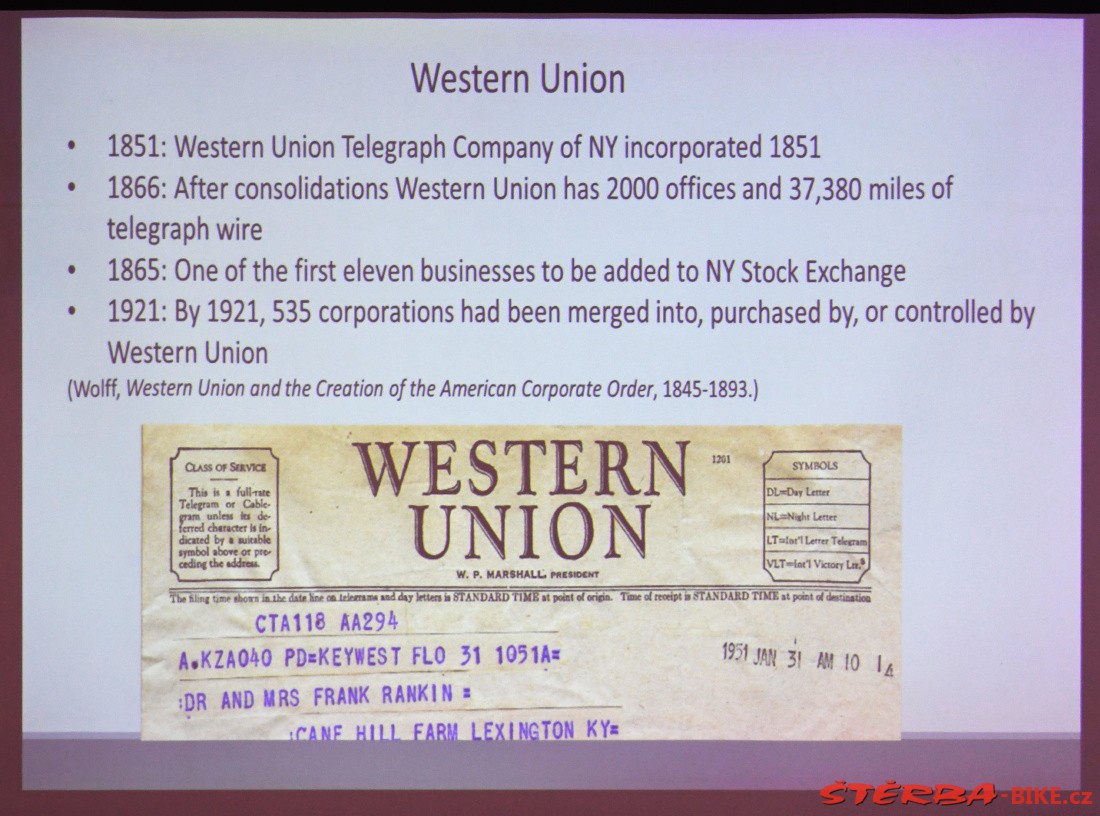 Western Union
• 1851: Western Union Telegraph Company of NY incorporated 1851
• 1866: After consolidations Western Union has 2000 offices and 37,380 miles of
telegraph wire
• 1865: One of the first eleven businesses to be added to NY Stock Exchange
• 1921: By 1921, 535 corporations had been merged into, purchased by, or controlled by
Western Union
(Wolff, Western Union and the Creation of the American Corporate Order, 1845-1893.)
CLASS OF SERVICE
This is a full-rate
Telegram or Cable-
gram unless its de-
ferred character is in-
dicated by a suitable
symbol above or pre-
ceding the address.
WESTERN
UNION
1201
W. P. MARSHALL, PRESIDENT
SYMBOLS
DL=Day Letter
NL=Night Letter
LT=Int'l Letter Telegram
VLT=Int'l Victory Ltr.
The filing time shown in the date line on telegrams and day letters is STANDARD TIME at point of origin. Time of receipt is STANDARD TIME at point of destination
CTA118 AA294
A.KZA040 PD=KEYWEST FLO 31 1051A=
1951 JAN 31 AM 10 14
:DR AND MRS FRANK RANKIN =
:CANE HILL FARM LEXINGTON KY=
ŠTĚRBA-BIKE.cz